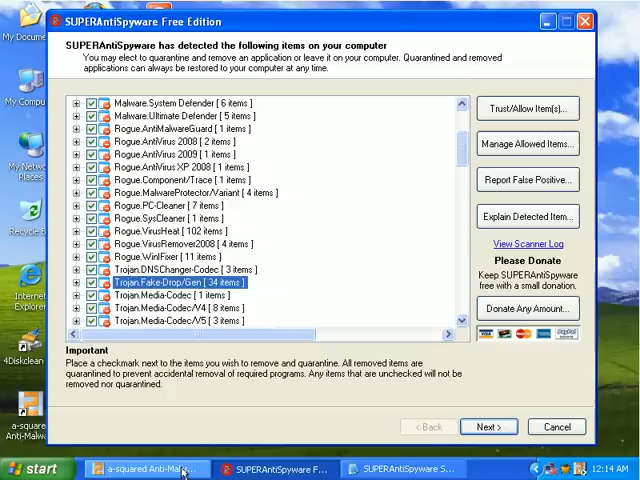 SUPERAntiSpyware Free Edition
SUPERAntiSpyware has detected the following items on your computer
You may elect to quarantine and remove an application or leave it on your computer. Quarantined and removed
applications can always be restored to your computer at any time.
Malware.System Defender [ 6 items ]
Malware.Ultimate Defender [ 5 items ]
Rogue.AntiMalwareGuard [ 1 items ]
Rogue.AntiVirus 2008 [ 2 items ]
Rogue.AntiVirus 2009 [ 1 items ]
Rogue.AntiVirus XP 2008 [ 1 items ]
Rogue.Component/Trace [ 1 items ]
Rogue.MalwareProtector/Variant [ 4 items ]
Rogue.PC-Cleaner [ 7 items ]
Rogue.SysCleaner [ 1 items ]
Rogue.VirusHeat [ 102 items ]
Rogue.VirusRemover2008 [ 4 items ]
Rogue.WinIFixer [ 11 items ]
Trojan.DNSChanger-Codec [ 3 items ]
Trojan.Fake-Drop/Gen [ 34 items ]
Trojan.Media-Codec [ 1 items ]
Trojan.Media-Codec/V4 [ 8 items ]
Trojan.Media-Codec/V5 [ 3 items ]
Trust/Allow Item(s)...
Manage Allowed Items...
Report False Positive...
Explain Detected Item...
View Scanner Log
Please Donate
Keep SUPERAntiSpyware
free with a small donation.
Donate Any Amount...
Important
Place a checkmark next to the items you wish to remove and quarantine. All removed items are
quarantined to prevent accidental removal of required programs. Any items that are unchecked will not be
removed nor quarantined.
< Back
Next >
Cancel
My Docume
My Compu
My Netw
Places
Recycle B
Internet
Explorer
4Diskclean
a-squared
Anti-Malwa
start
a-squared Anti-Malw...
SUPERAntiSpyware F...
SUPERAntiSpyware S...
12:14 AM